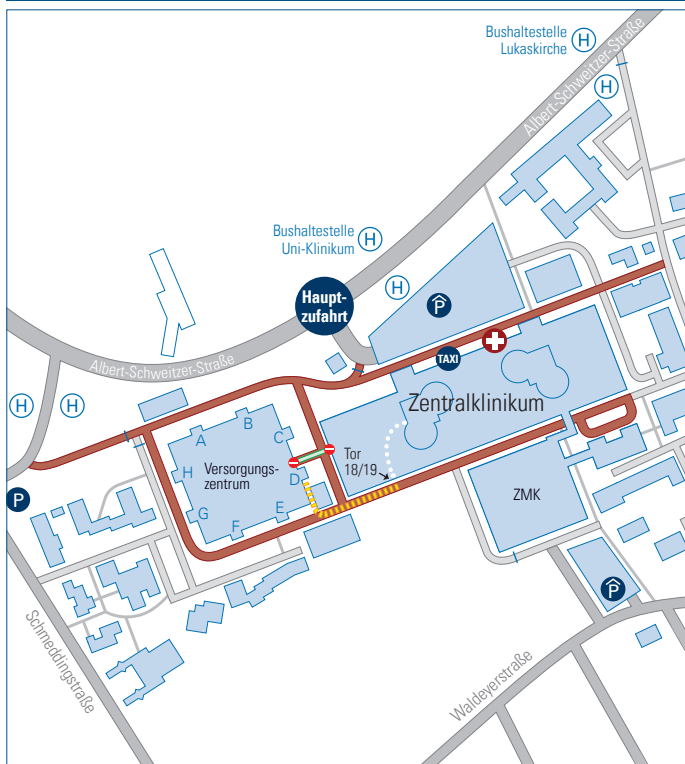 Bushaltestelle
Lukaskirche
H
H
Albert-Schweitzer-Straße
Bushaltestelle
Uni-Klinikum
H
H
Haupt-
zufahrt
P
TAXI
Albert-Schweitzer-Straße
H
H
Zentralklinikum
A
B
C
Tor
18/19
H
Versorgungs-
zentrum
D
ZMK
P
G
F
E
P
Schmeddingstraße
Waldeyerstraße